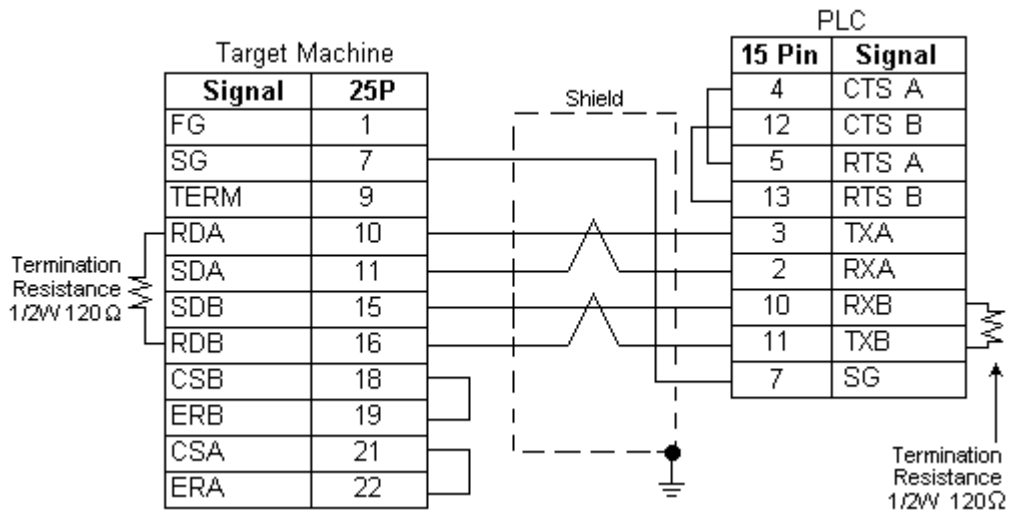 Target Machine
Signal 25P
FG 1
SG 7
TERM 9
RDA 10
SDA 11
SDB 15
RDB 16
CSB 18
ERB 19
CSA 21
ERA 22
Termination
Resistance
1/2W 120Ω
Shield
PLC
15 Pin Signal
4 CTS A
12 CTS B
5 RTS A
13 RTS B
3 TXA
2 RXA
10 RXB
11 TXB
7 SG
Termination
Resistance
1/2W 120Ω